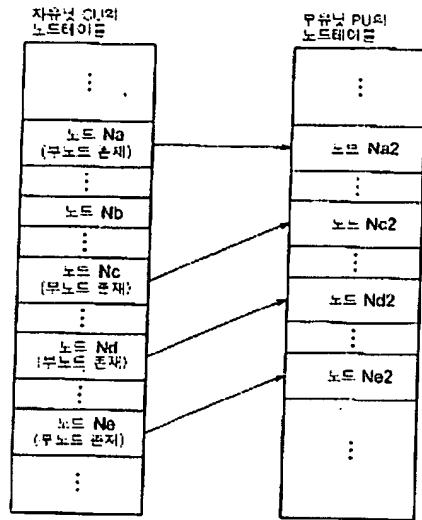 자유닛 CU의
노드테이블
⋮
노드 Na
(부노드 존재)
⋮
노드 Nb
⋮
노드 Nc
(부노드 존재)
⋮
노드 Nd
(부노드 존재)
⋮
노드 Ne
(부노드 존재)
⋮
부유닛 PU의
노드테이블
⋮
노드 Na2
⋮
노드 Nc2
⋮
노드 Nd2
⋮
노드 Ne2
⋮